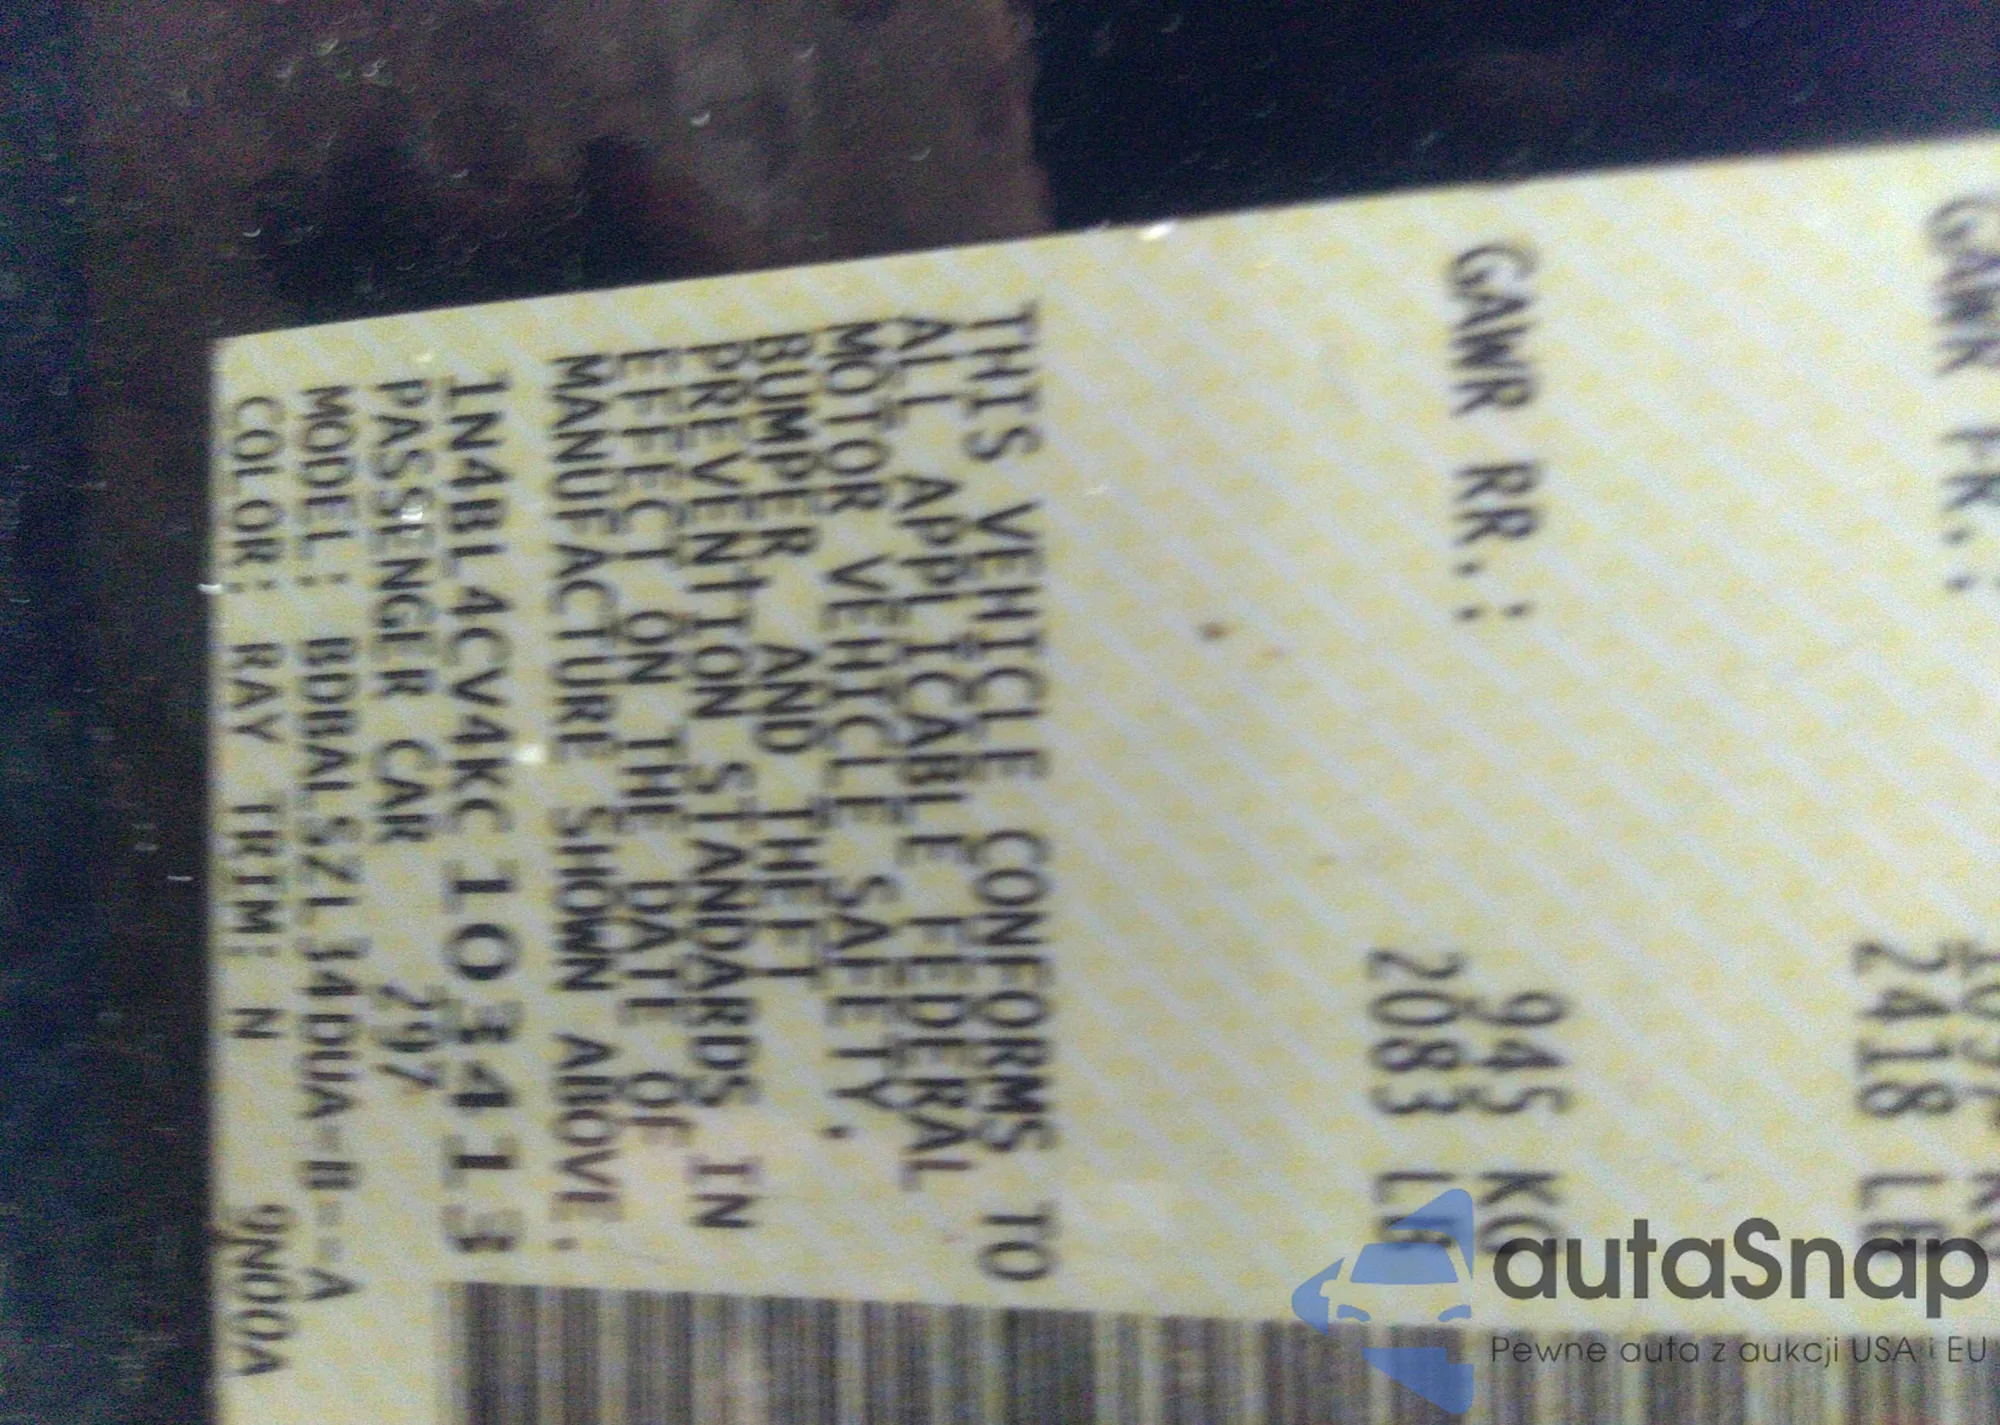 GAWR FR.:
2418 LB
GAWR RR.:
945 KG
2083 LB
THIS VEHICLE CONFORMS TO
ALL APPLICABLE FEDERAL
MOTOR VEHICLE SAFETY,
BUMPER, AND THEFT
PREVENTION STANDARDS IN
EFFECT ON THE DATE OF
MANUFACTURE SHOWN ABOVE.
1N4BL4CV4KC103413
PASSENGER CAR 297
MODEL:
COLOR: RAY TRIM: N 9N00A
autaSnap
Pewne auta z aukcji USA i EU